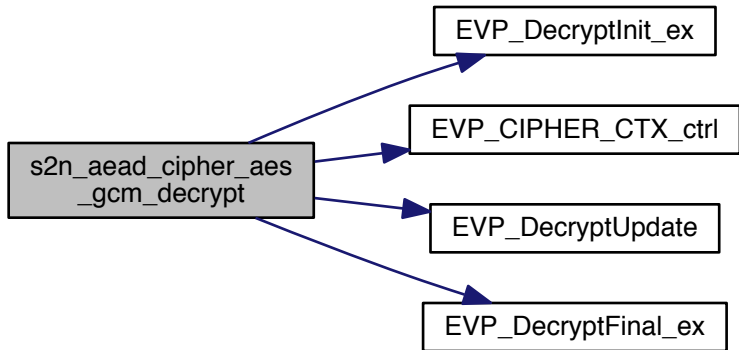 s2n_aead_cipher_aes
_gcm_decrypt
EVP_DecryptInit_ex
EVP_CIPHER_CTX_ctrl
EVP_DecryptUpdate
EVP_DecryptFinal_ex